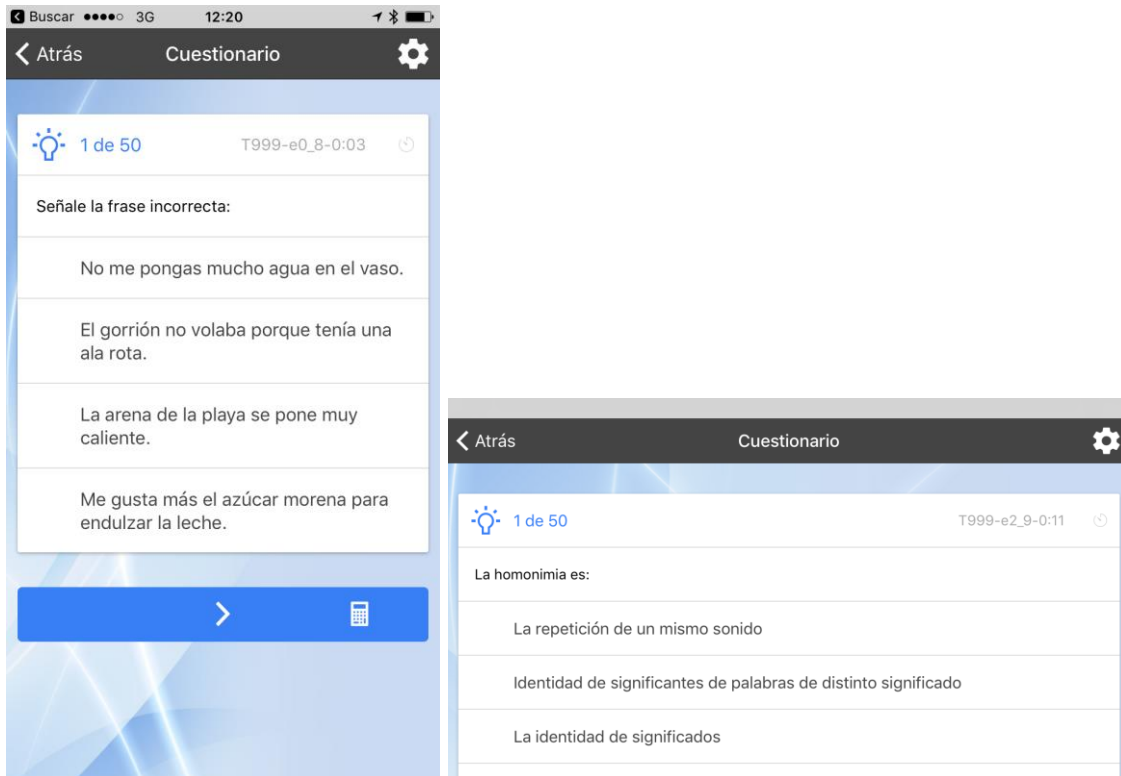 Buscar 3G 12:20
Atrás Cuestionario
1 de 50 T999-e0_8-0:03
Señale la frase incorrecta:
No me pongas mucho agua en el vaso.
El gorrión no volaba porque tenía una
ala rota.
La arena de la playa se pone muy
caliente.
Me gusta más el azúcar morena para
endulzar la leche.
Atrás Cuestionario
1 de 50 T999-e2_9-0:11
La homonimia es:
La repetición de un mismo sonido
Identidad de significantes de palabras de distinto significado
La identidad de significados